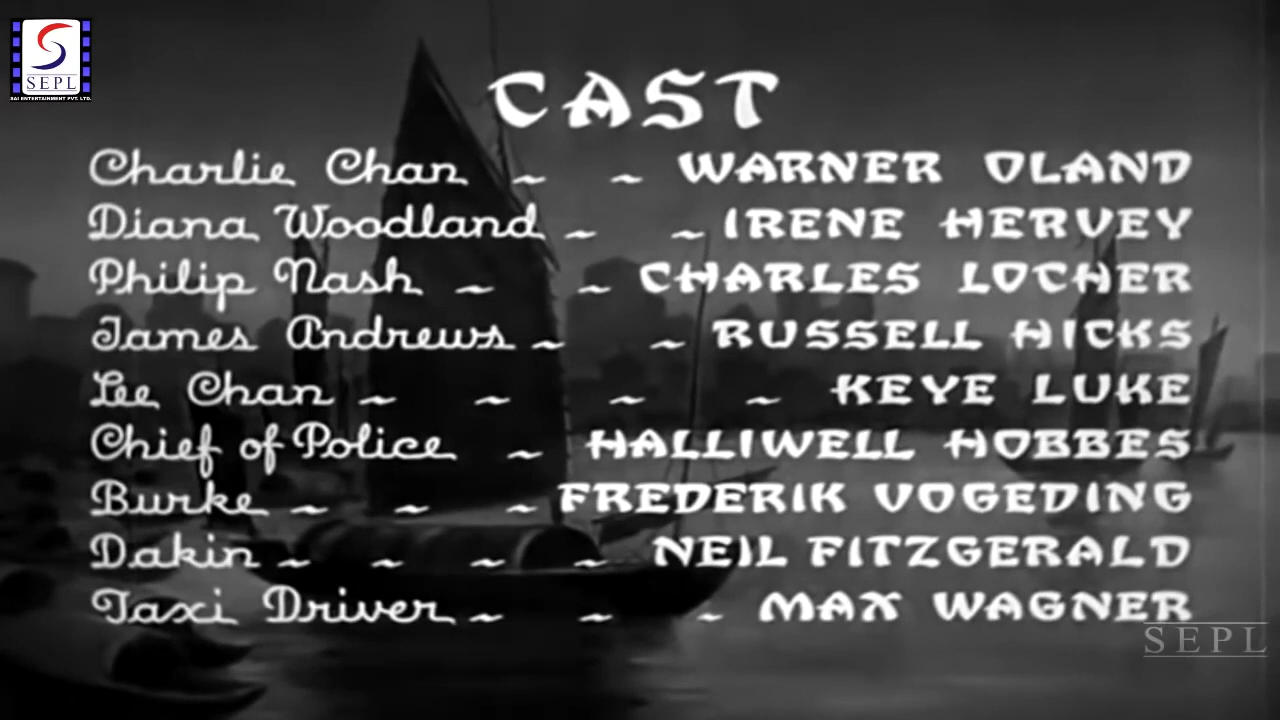 S
SEPL
SAI ENTERTAINMENT PVT. LTD.
CAST
Charlie Chan ~ ~ WARNER OLAND
Diana Woodland ~ ~ IRENE HERVEY
Philip Nash ~ ~ CHARLES LOCHER
James Andrews ~ ~ RUSSELL HICKS
Lee Chan ~ ~ ~ ~ KEYE LUKE
Chief of Police ~ HALLIWELL HOBBES
Burke ~ ~ ~ FREDERIK VOGEDING
Dakin ~ ~ ~ ~ NEIL FITZGERALD
Taxi Driver ~ ~ ~ MAX WAGNER
SEPL